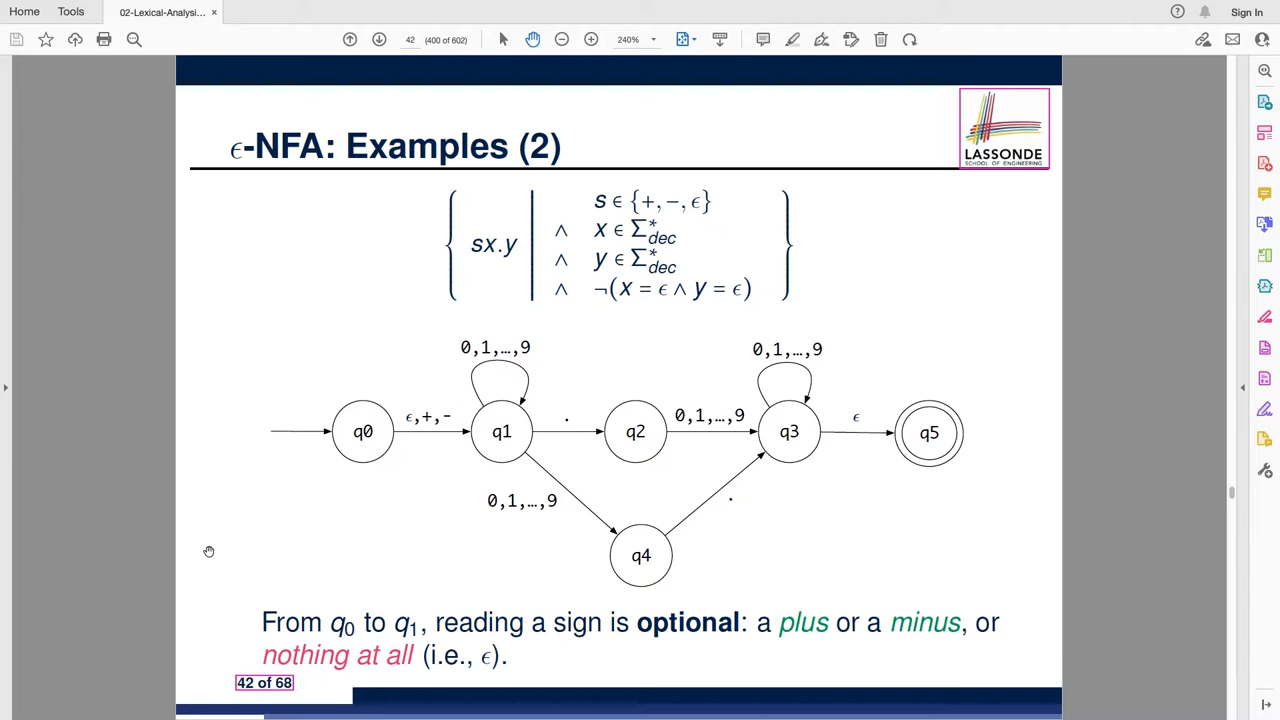 Home Tools 02-Lexical-Analysi... × Sign In
42 (400 of 602) 240%
ϵ-NFA: Examples (2)
LASSONDE
SCHOOL OF ENGINEERING
s ∈ {+, −, ϵ}
sx.y ∧ x ∈ Σ*dec
∧ y ∈ Σ*dec
∧ ¬(x = ϵ ∧ y = ϵ)
0,1,…,9 0,1,…,9
ϵ,+,- . 0,1,…,9 ϵ
q0 q1 q2 q3 q5
0,1,…,9 .
q4
From q0 to q1, reading a sign is optional: a plus or a minus, or
nothing at all (i.e., ϵ).
42 of 68